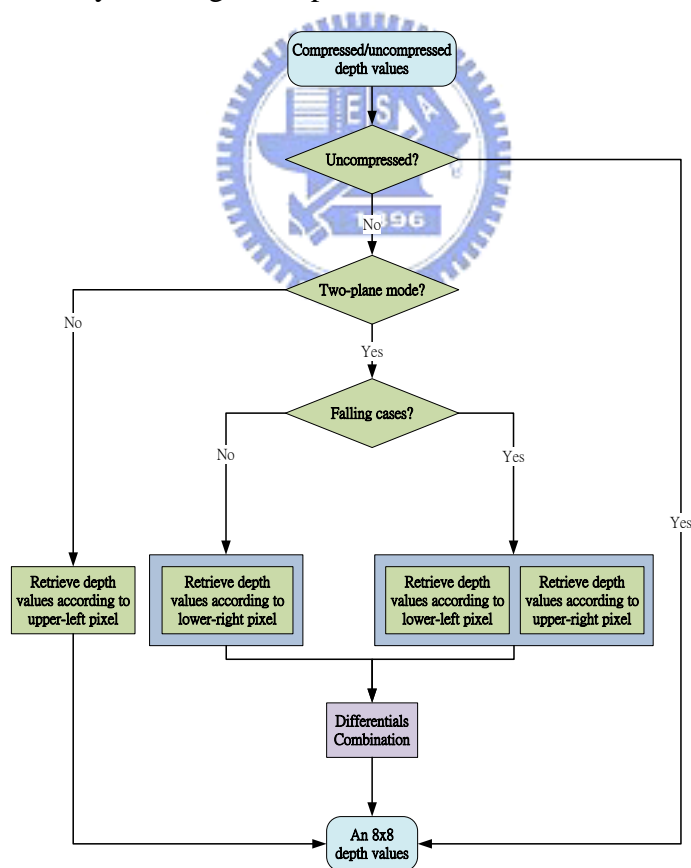 Compressed/uncompressed
depth values
E S A
Uncompressed?
1896
No
Two-plane mode?
No
Yes
Falling cases?
No
Yes
Yes
Retrieve depth
values according to
upper-left pixel
Retrieve depth
values according to
lower-right pixel
Retrieve depth
values according to
lower-left pixel
Retrieve depth
values according to
upper-right pixel
Differentials
Combination
An 8x8
depth values